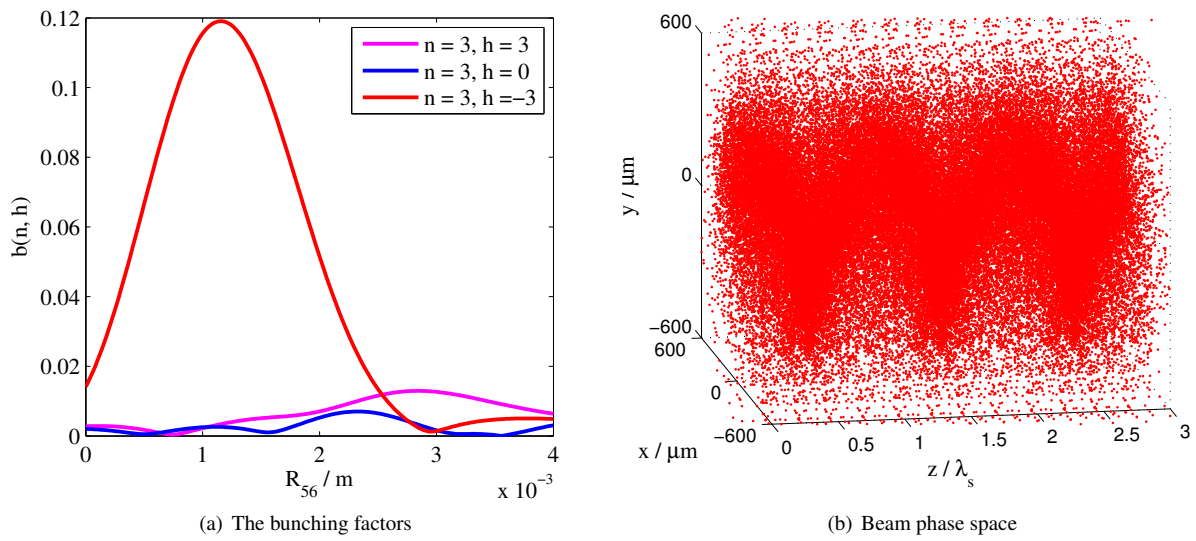 0.12
0.1
0.08
0.06
0.04
0.02
0
b(n, h)
n = 3, h = 3
n = 3, h = 0
n = 3, h =−3
0 1 2 3 4
R56 / m
x 10−3
(a) The bunching factors
600
0
−600
y / μm
600
0
−600
x / μm
0 0.5 1 1.5 2 2.5 3
z / λs
(b) Beam phase space